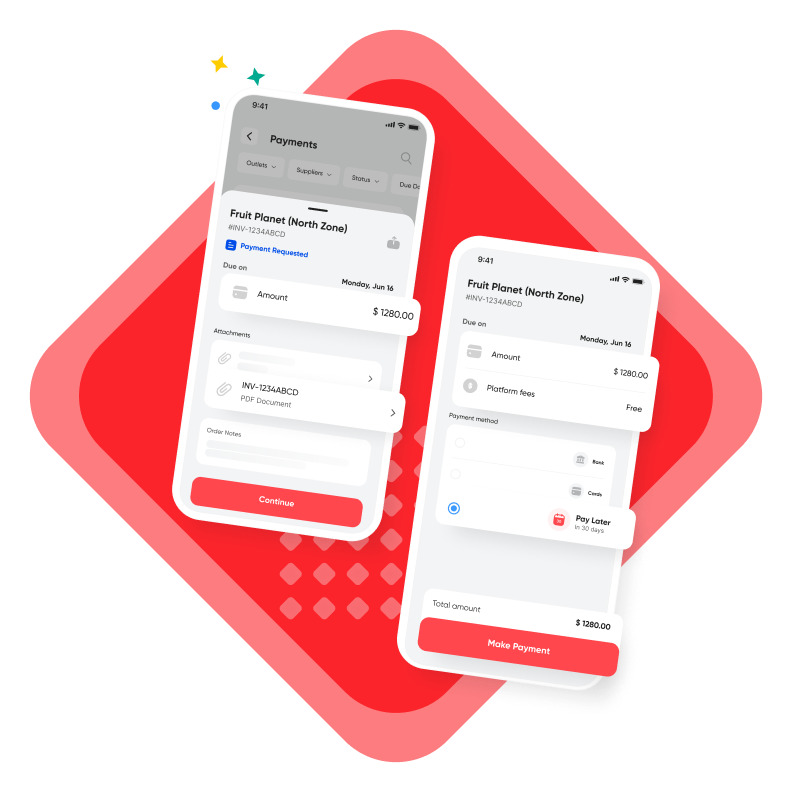 9:41
Payments
Outlets
Suppliers
Status
Due
Fruit Planet (North Zone)
#INV-1234ABCD
Payment Requested
Due on
Monday, Jun 16
Amount
$ 1280.00
Attachments
INV-1234ABCD
PDF Document
Order Notes
Continue
9:41
Fruit Planet (North Zone)
#INV-1234ABCD
Due on
Monday, Jun 16
Amount
$ 1280.00
Platform fees
Free
Payment method
Bank
Cards
Pay Later
in 30 days
Total amount
$ 1280.00
Make Payment